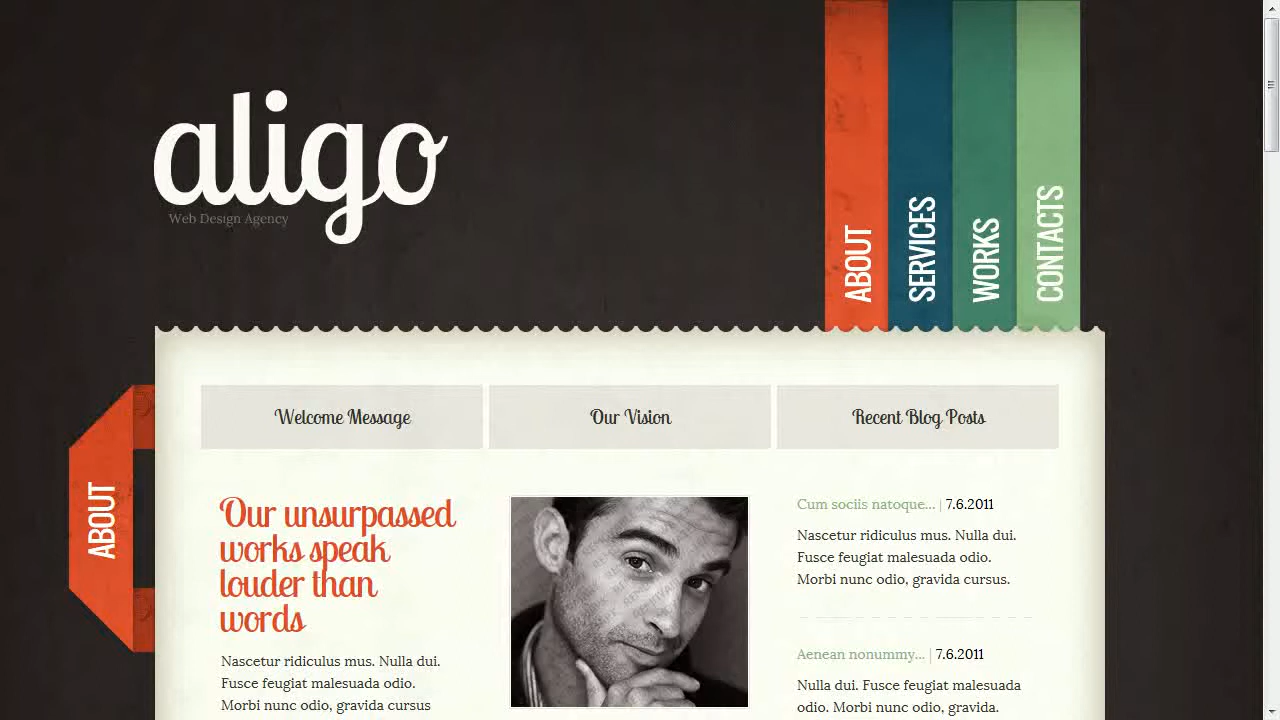 aligo
Web Design Agency
ABOUT
SERVICES
WORKS
CONTACTS
Welcome Message
Our Vision
Recent Blog Posts
ABOUT
Our unsurpassed
works speak
louder than
words
Nascetur ridiculus mus. Nulla dui.
Fusce feugiat malesuada odio.
Morbi nunc odio, gravida cursus
Cum sociis natoque... | 7.6.2011
Nascetur ridiculus mus. Nulla dui.
Fusce feugiat malesuada odio.
Morbi nunc odio, gravida cursus.
Aenean nonummy... | 7.6.2011
Nulla dui. Fusce feugiat malesuada
odio. Morbi nunc odio, gravida.